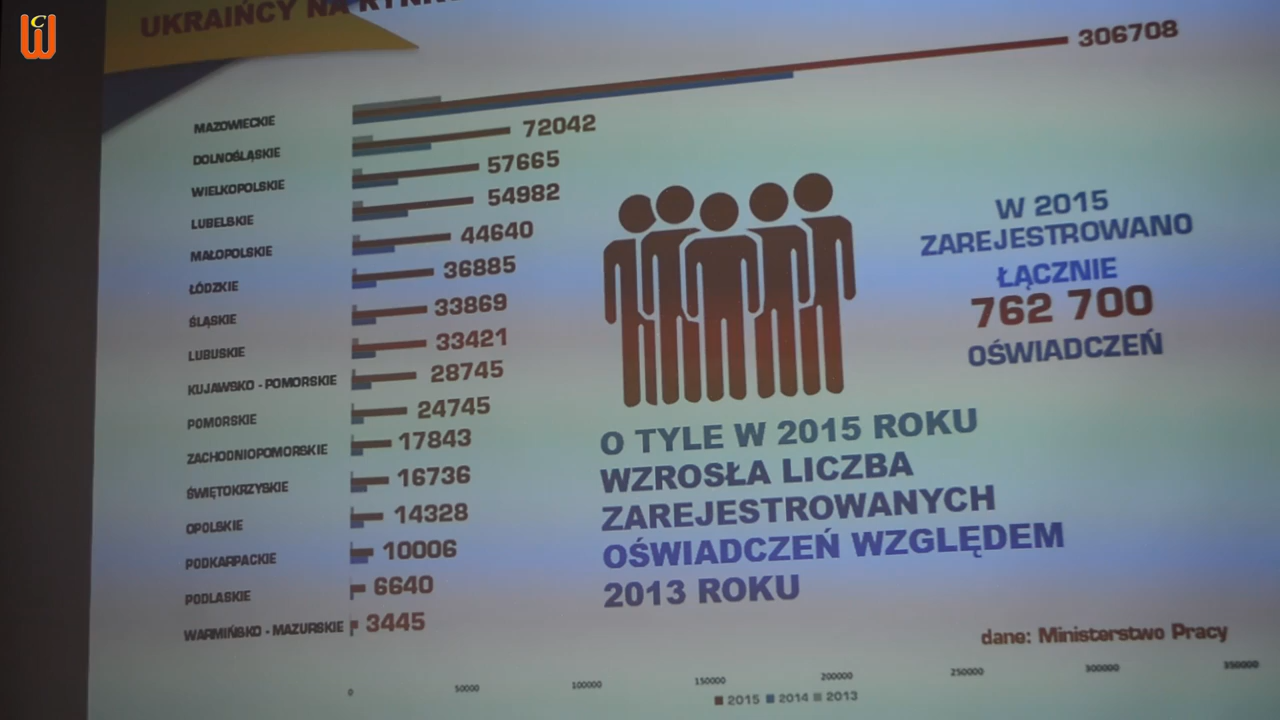 UKRAIŃCY NA RYNK
306708
MAZOWIECKIE
DOLNOŚLĄSKIE 72042
WIELKOPOLSKIE 57665
LUBELSKIE 54982
MAŁOPOLSKIE 44640
ŁÓDZKIE 36885
ŚLĄSKIE 33869
LUBUSKIE 33421
KUJAWSKO - POMORSKIE 28745
POMORSKIE 24745
ZACHODNIOPOMORSKIE 17843
ŚWIĘTOKRZYSKIE 16736
OPOLSKIE 14328
PODKARPACKIE 10006
PODLASKIE 6640
WARMIŃSKO - MAZURSKIE 3445
W 2015
ZAREJESTROWANO
ŁĄCZNIE
762 700
OŚWIADCZEŃ
O TYLE W 2015 ROKU
WZROSŁA LICZBA
ZAREJESTROWANYCH
OŚWIADCZEŃ WZGLĘDEM
2013 ROKU
dane: Ministerstwo Pracy
0 50000 100000 150000 200000 250000 300000 350000
2015 2014 2013